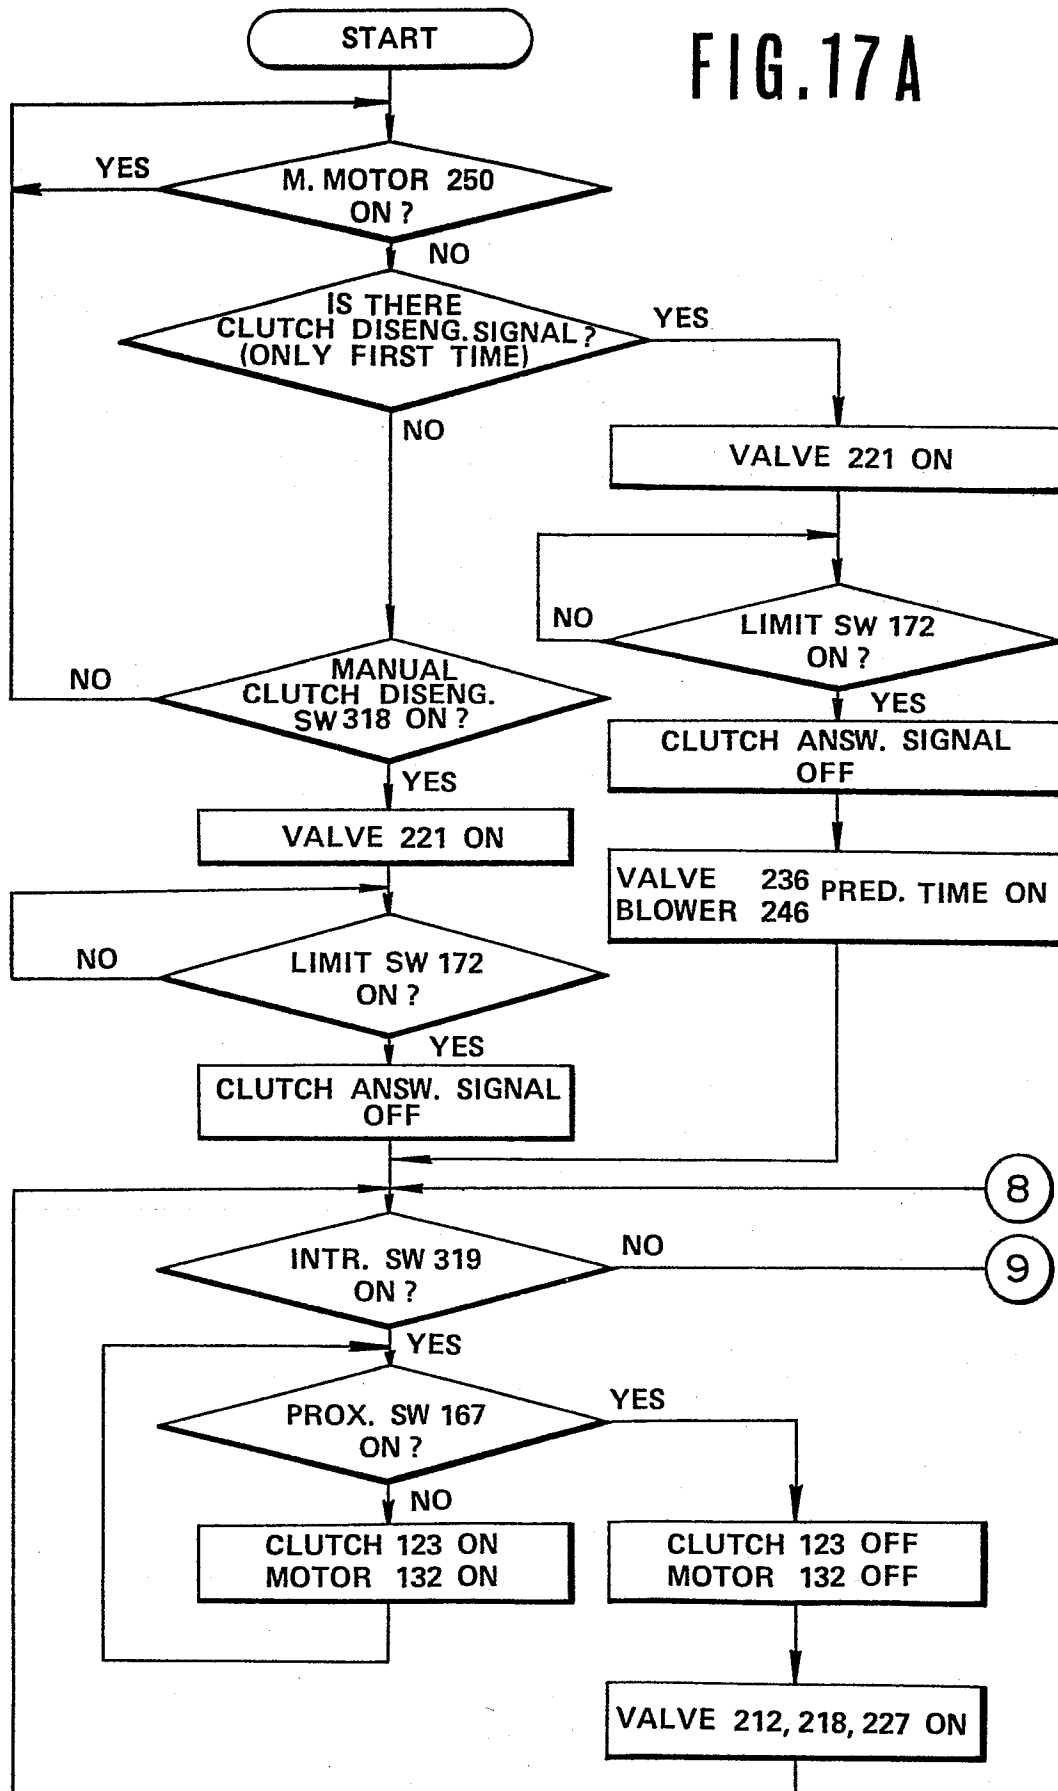 START
FIG.17A
YES
M. MOTOR 250
ON ?
NO
IS THERE
CLUTCH DISENG. SIGNAL ?
(ONLY FIRST TIME)
YES
NO
VALVE 221 ON
NO
LIMIT SW 172
ON ?
YES
NO
MANUAL
CLUTCH DISENG.
SW 318 ON ?
YES
CLUTCH ANSW. SIGNAL
OFF
VALVE 221 ON
VALVE 236
BLOWER 246
PRED. TIME ON
NO
LIMIT SW 172
ON ?
YES
CLUTCH ANSW. SIGNAL
OFF
8
INTR. SW 319
ON ?
NO
9
YES
PROX. SW 167
ON ?
YES
NO
CLUTCH 123 ON
MOTOR 132 ON
CLUTCH 123 OFF
MOTOR 132 OFF
VALVE 212, 218, 227 ON